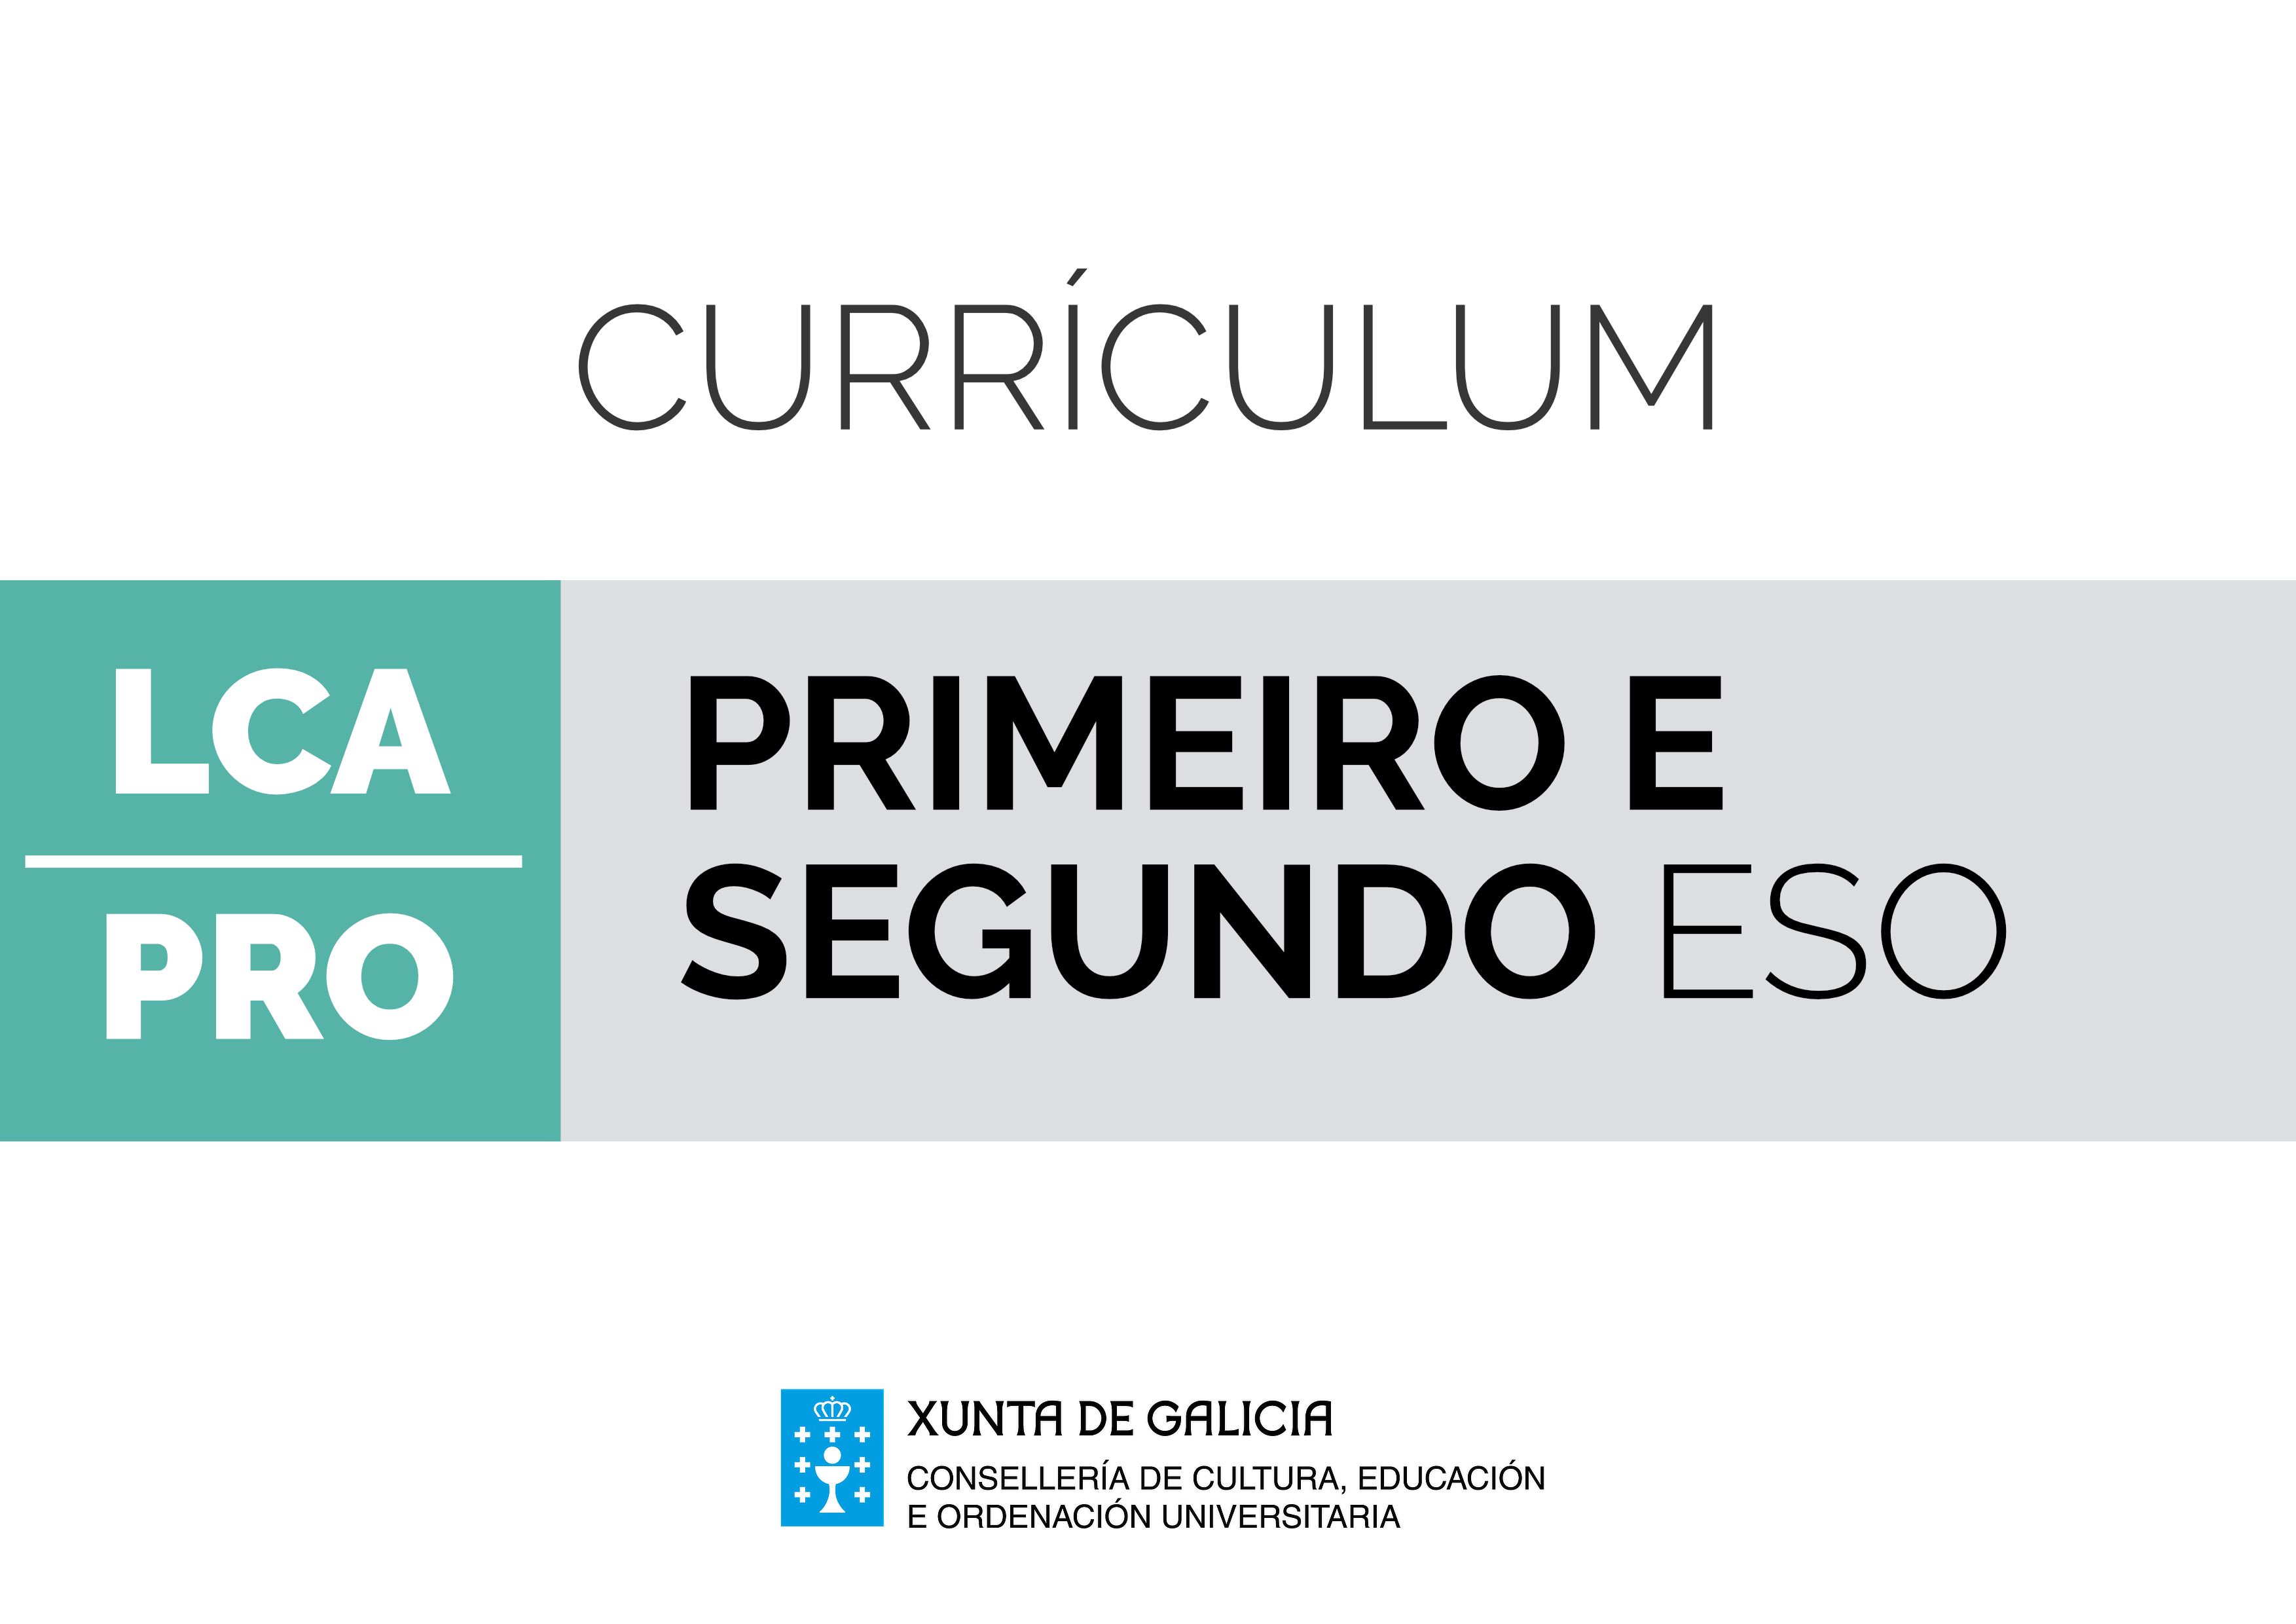 CURRÍCULUM
LCA
PRO
PRIMEIRO E
SEGUNDO ESO
XUNTA DE GALICIA
CONSELLERÍA DE CULTURA, EDUCACIÓN
E ORDENACIÓN UNIVERSITARIA